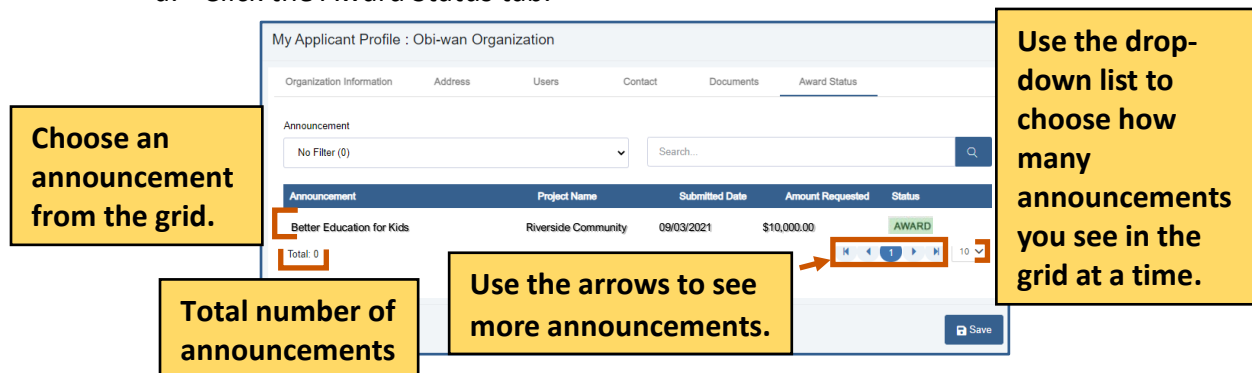 My Applicant Profile : Obi-wan Organization
Organization Information Address Users Contact Documents Award Status
Announcement
No Filter (0) Search...
Announcement Project Name Submitted Date Amount Requested Status
Better Education for Kids Riverside Community 09/03/2021 $10,000.00 AWARD
Total: 0 1 10
Save
Choose an
announcement
from the grid.
Total number of
announcements
Use the arrows to see
more announcements.
Use the drop-
down list to
choose how
many
announcements
you see in the
grid at a time.